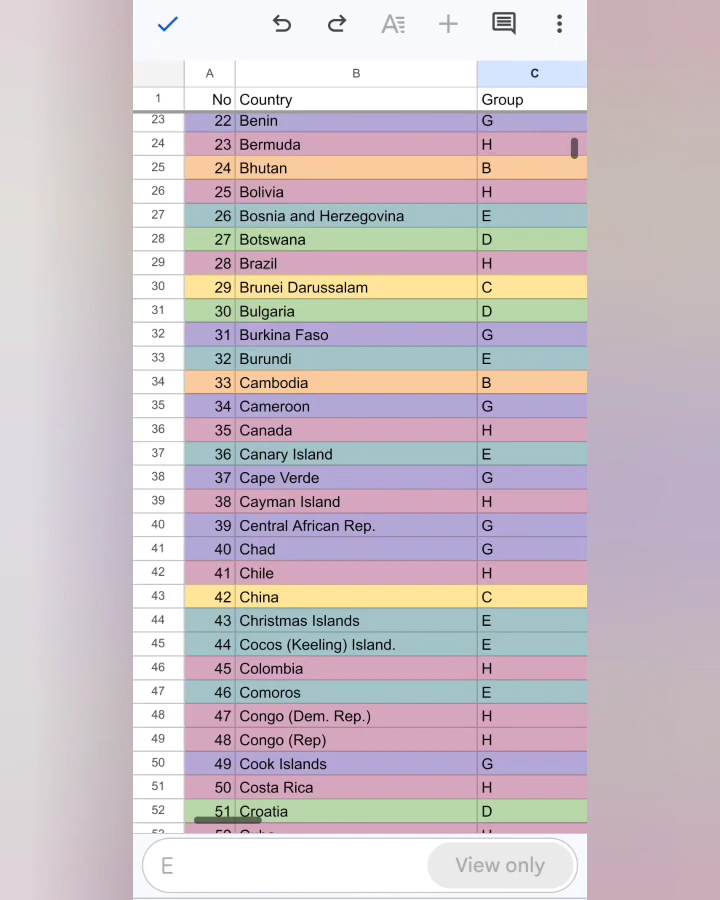 A B C
1 No Country Group
23 22 Benin G
24 23 Bermuda H
25 24 Bhutan B
26 25 Bolivia H
27 26 Bosnia and Herzegovina E
28 27 Botswana D
29 28 Brazil H
30 29 Brunei Darussalam C
31 30 Bulgaria D
32 31 Burkina Faso G
33 32 Burundi E
34 33 Cambodia B
35 34 Cameroon G
36 35 Canada H
37 36 Canary Island E
38 37 Cape Verde G
39 38 Cayman Island H
40 39 Central African Rep. G
41 40 Chad G
42 41 Chile H
43 42 China C
44 43 Christmas Islands E
45 44 Cocos (Keeling) Island. E
46 45 Colombia H
47 46 Comoros E
48 47 Congo (Dem. Rep.) H
49 48 Congo (Rep) H
50 49 Cook Islands G
51 50 Costa Rica H
52 51 Croatia D
E View only